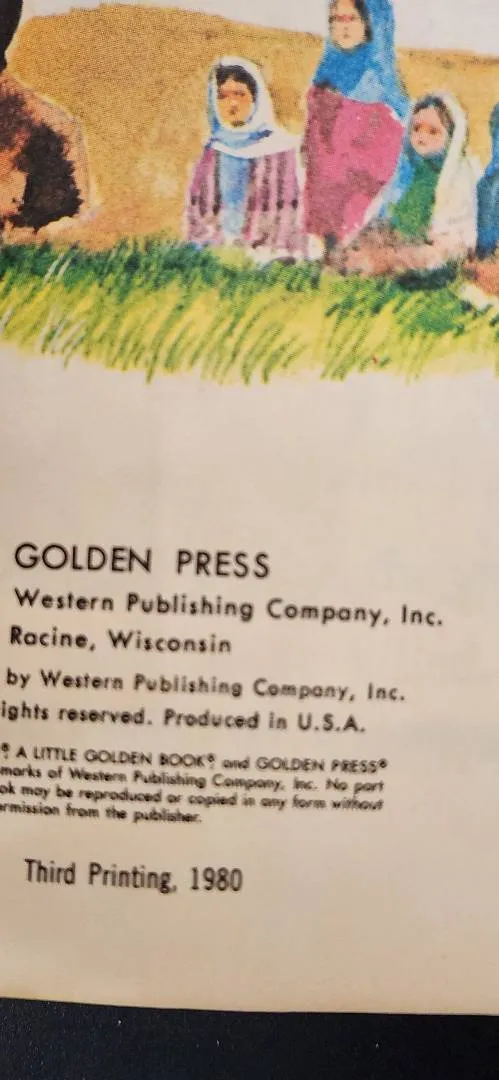 GOLDEN PRESS
Western Publishing Company, Inc.
Racine, Wisconsin
by Western Publishing Company, Inc.
ights reserved. Produced in U.S.A.
® A LITTLE GOLDEN BOOK® and GOLDEN PRESS®
marks of Western Publishing Company, Inc. No part
ok may be reproduced or copied in any form without
ermission from the publisher.
Third Printing, 1980